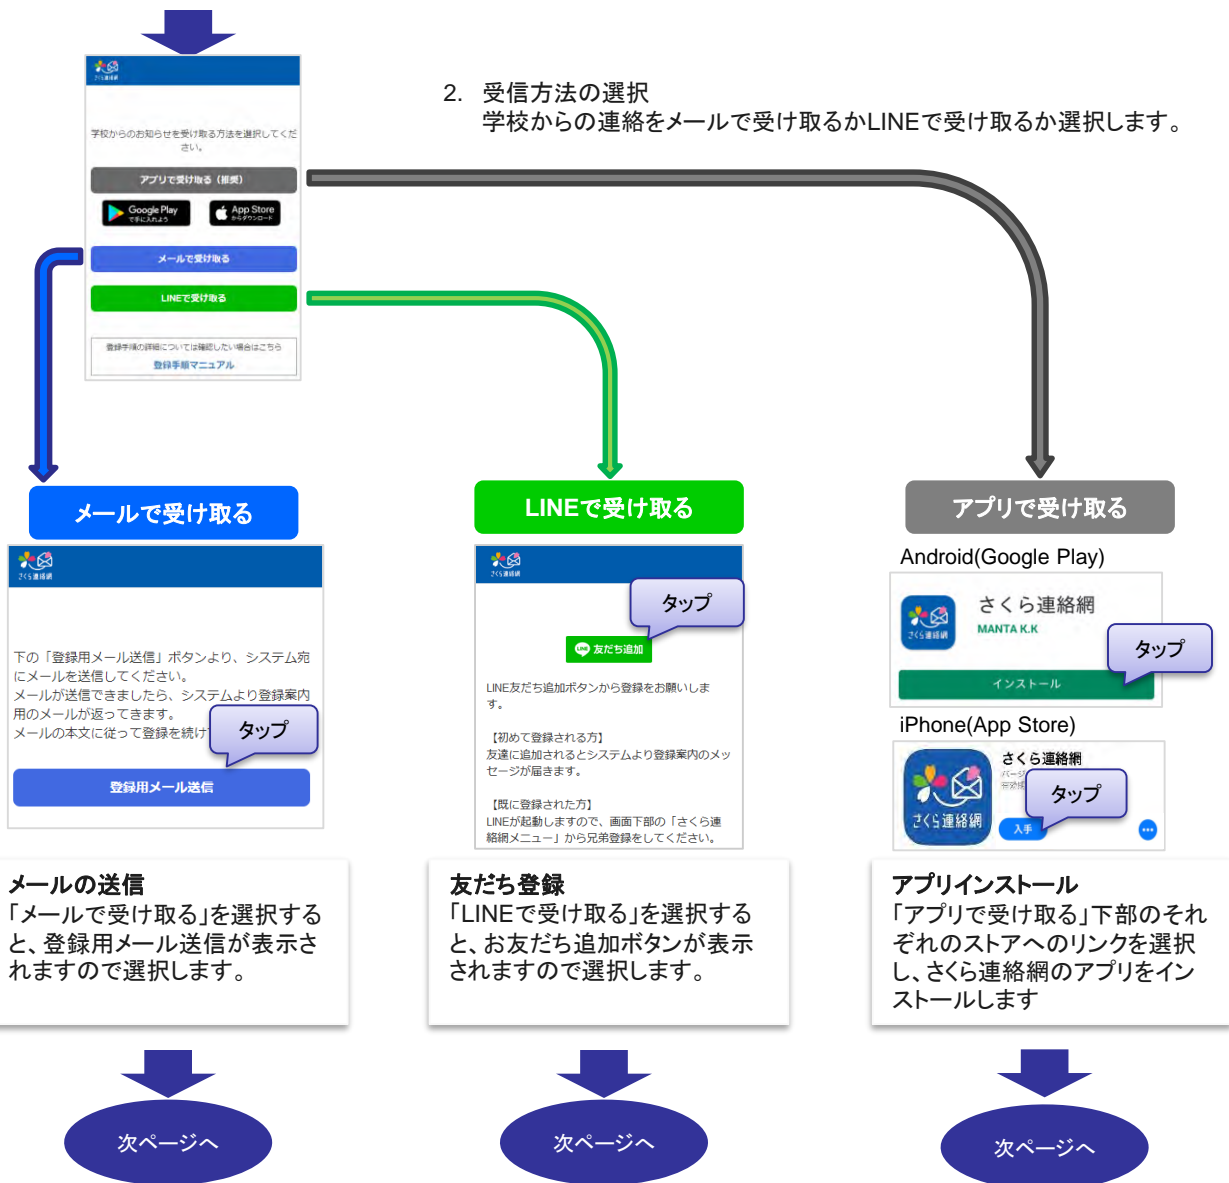 2. 受信方法の選択
学校からの連絡をメールで受け取るかLINEで受け取るか選択します。
さくら連絡網
学校からのお知らせを受け取る方法を選択してくだ
さい。
アプリで受け取る（推奨）
Google Play
で手に入れよう
App Store
からダウンロード
メールで受け取る
LINEで受け取る
登録手順の詳細については確認したい場合はこちら
登録手順マニュアル
メールで受け取る
さくら連絡網
下の「登録用メール送信」ボタンより、システム宛
にメールを送信してください。
メールが送信できましたら、システムより登録案内
用のメールが返ってきます。
メールの本文に従って登録を続け
タップ
登録用メール送信
メールの送信
「メールで受け取る」を選択する
と、登録用メール送信が表示さ
れますので選択します。
次ページへ
LINEで受け取る
さくら連絡網
タップ
LINE
友だち追加
LINE友だち追加ボタンから登録をお願いしま
す。
【初めて登録される方】
友達に追加されるとシステムより登録案内のメッ
セージが届きます。
【既に登録された方】
LINEが起動しますので、画面下部の「さくら連
絡網メニュー」から兄弟登録をしてください。
友だち登録
「LINEで受け取る」を選択する
と、お友だち追加ボタンが表示
されますので選択します。
次ページへ
アプリで受け取る
Android(Google Play)
さくら連絡網
さくら連絡網
MANTA K.K
タップ
インストール
iPhone(App Store)
さくら連絡網
さくら連絡網
バージ
タップ
入手
アプリインストール
「アプリで受け取る」下部のそれ
ぞれのストアへのリンクを選択
し、さくら連絡網のアプリをイン
ストールします
次ページへ